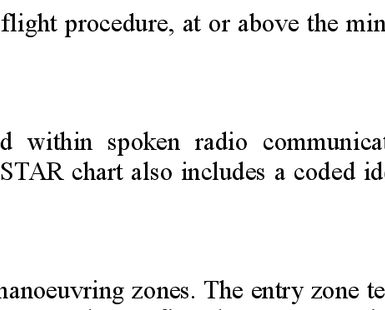 flight procedure, at or above the min
d within spoken radio communicat
STAR chart also includes a coded ide
nanoeuvring zones. The entry zone te